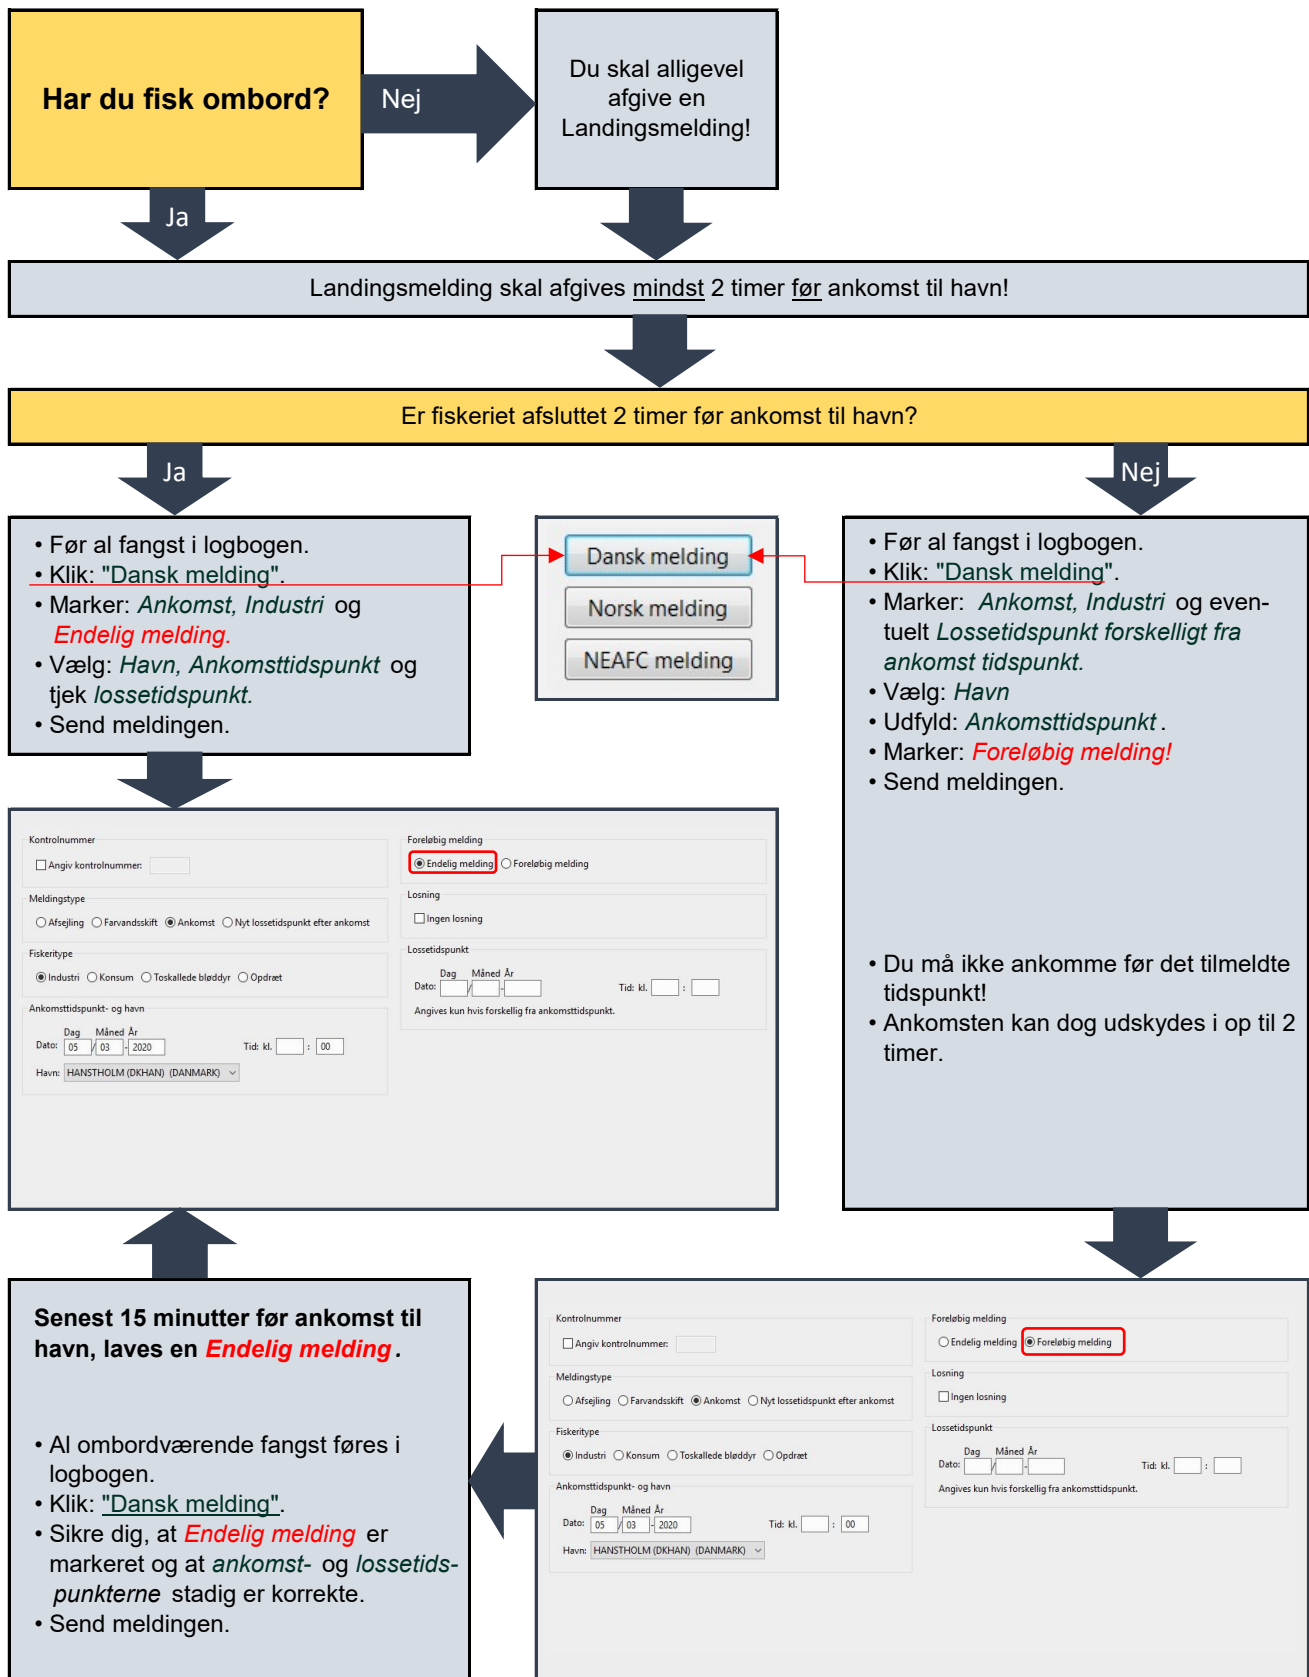 Har du fisk ombord?
Nej
Du skal alligevel
afgive en
Landingsmelding!
Ja
Landingsmelding skal afgives mindst 2 timer før ankomst til havn!
Er fiskeriet afsluttet 2 timer før ankomst til havn?
Ja
Nej
• Før al fangst i logbogen.
• Klik: "Dansk melding".
• Marker: Ankomst, Industri og
Endelig melding.
• Vælg: Havn, Ankomsttidspunkt og
tjek lossetidspunkt.
• Send meldingen.
Dansk melding
Norsk melding
NEAFC melding
• Før al fangst i logbogen.
• Klik: "Dansk melding".
• Marker: Ankomst, Industri og even-
tuelt Lossetidspunkt forskelligt fra
ankomst tidspunkt.
• Vælg: Havn
• Udfyld: Ankomsttidspunkt.
• Marker: Foreløbig melding!
• Send meldingen.
• Du må ikke ankomme før det tilmeldte
tidspunkt!
• Ankomsten kan dog udskydes i op til 2
timer.
Kontrolnummer
Angiv kontrolnummer:
Meldingstype
Afsejling Farvandsskift Ankomst Nyt lossetidspunkt efter ankomst
Fiskeritype
Industri Konsum Toskallede bløddyr Opdræt
Ankomsttidspunkt- og havn
Dag Måned År
Dato: 05 / 03 - 2020 Tid: kl. : 00
Havn: HANSTHOLM (DKHAN) (DANMARK)
Foreløbig melding
Endelig melding Foreløbig melding
Losning
Ingen losning
Lossetidspunkt
Dag Måned År
Dato: / - Tid: kl. :
Angives kun hvis forskellig fra ankomsttidspunkt.
Senest 15 minutter før ankomst til
havn, laves en Endelig melding.
• Al ombordværende fangst føres i
logbogen.
• Klik: "Dansk melding".
• Sikre dig, at Endelig melding er
markeret og at ankomst- og lossetids-
punkterne stadig er korrekte.
• Send meldingen.
Kontrolnummer
Angiv kontrolnummer:
Meldingstype
Afsejling Farvandsskift Ankomst Nyt lossetidspunkt efter ankomst
Fiskeritype
Industri Konsum Toskallede bløddyr Opdræt
Ankomsttidspunkt- og havn
Dag Måned År
Dato: 05 / 03 - 2020 Tid: kl. : 00
Havn: HANSTHOLM (DKHAN) (DANMARK)
Foreløbig melding
Endelig melding Foreløbig melding
Losning
Ingen losning
Lossetidspunkt
Dag Måned År
Dato: / - Tid: kl. :
Angives kun hvis forskellig fra ankomsttidspunkt.